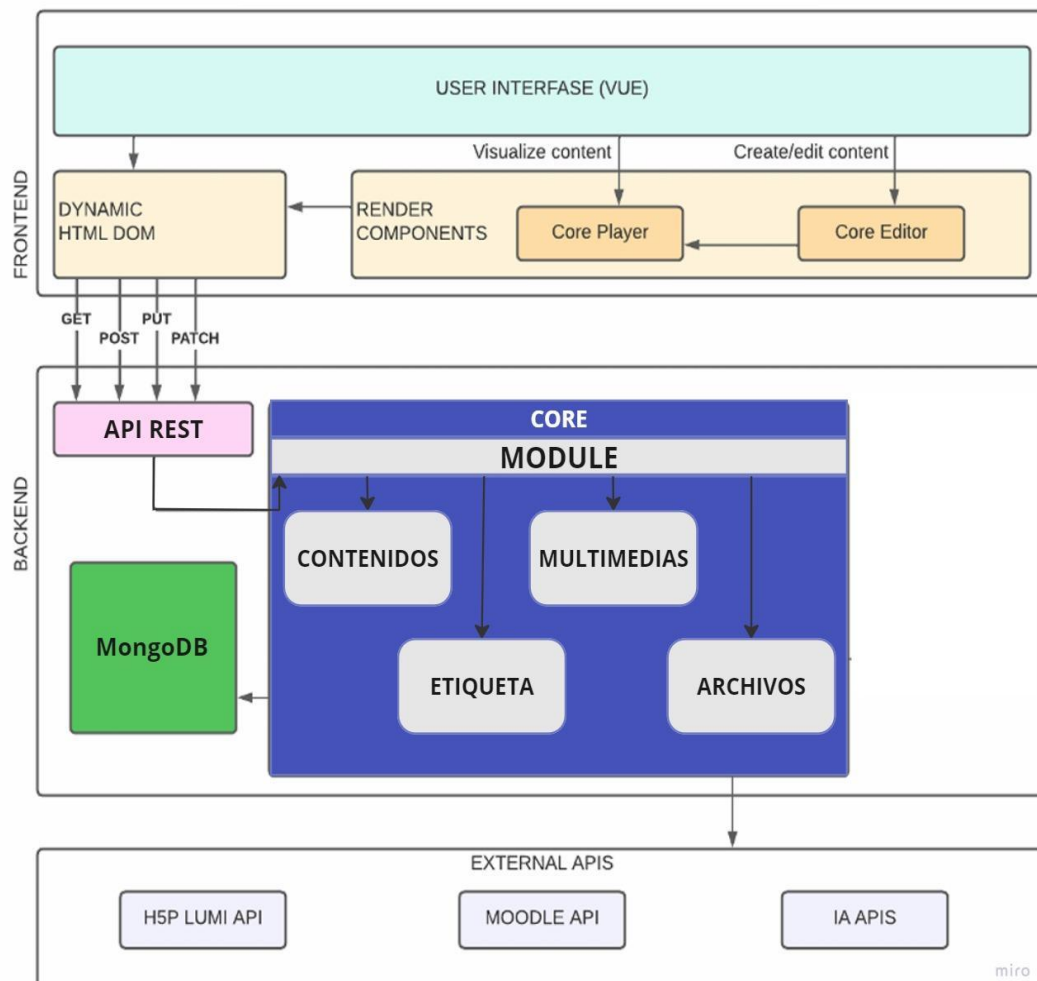 USER INTERFASE (VUE)
Visualize content
Create/edit content
FRONTEND
DYNAMIC
HTML DOM
RENDER
COMPONENTS
Core Player
Core Editor
GET
PUT
POST
PATCH
BACKEND
API REST
CORE
MODULE
CONTENIDOS
MULTIMEDIAS
MongoDB
ETIQUETA
ARCHIVOS
EXTERNAL APIS
H5P LUMI API
MOODLE API
IA APIS
miro